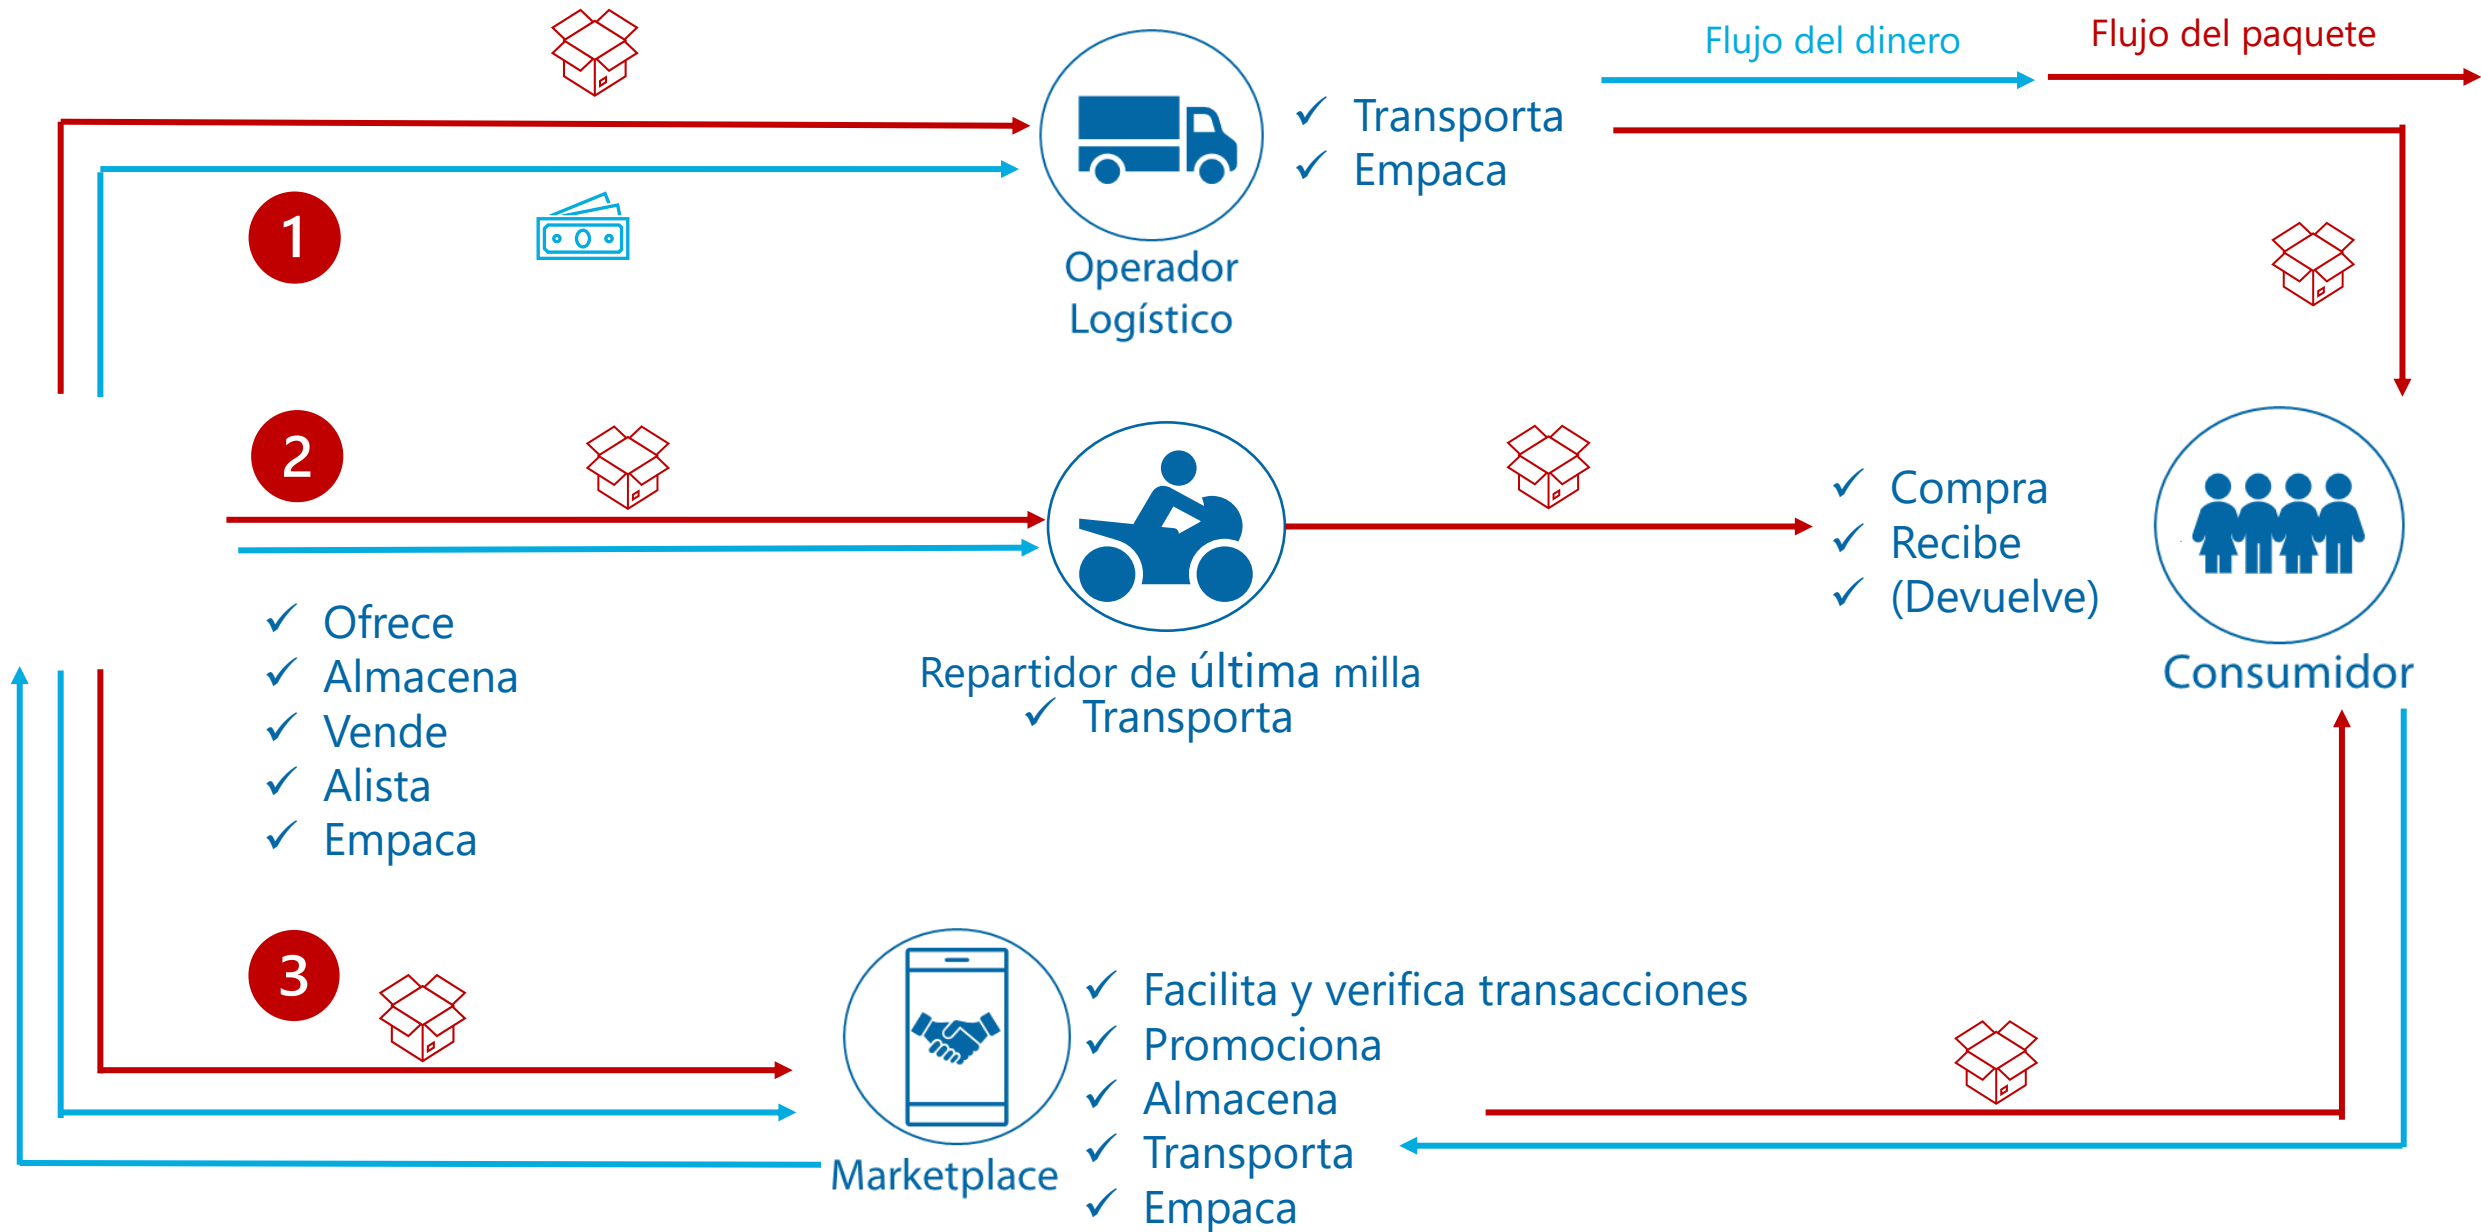 Flujo del dinero
Flujo del paquete
✓ Transporta
✓ Empaca
1
Operador
Logístico
2
✓ Compra
✓ Recibe
✓ (Devuelve)
Consumidor
✓ Ofrece
✓ Almacena
✓ Vende
✓ Alista
✓ Empaca
Repartidor de última milla
✓ Transporta
3
Marketplace
✓ Facilita y verifica transacciones
✓ Promociona
✓ Almacena
✓ Transporta
✓ Empaca